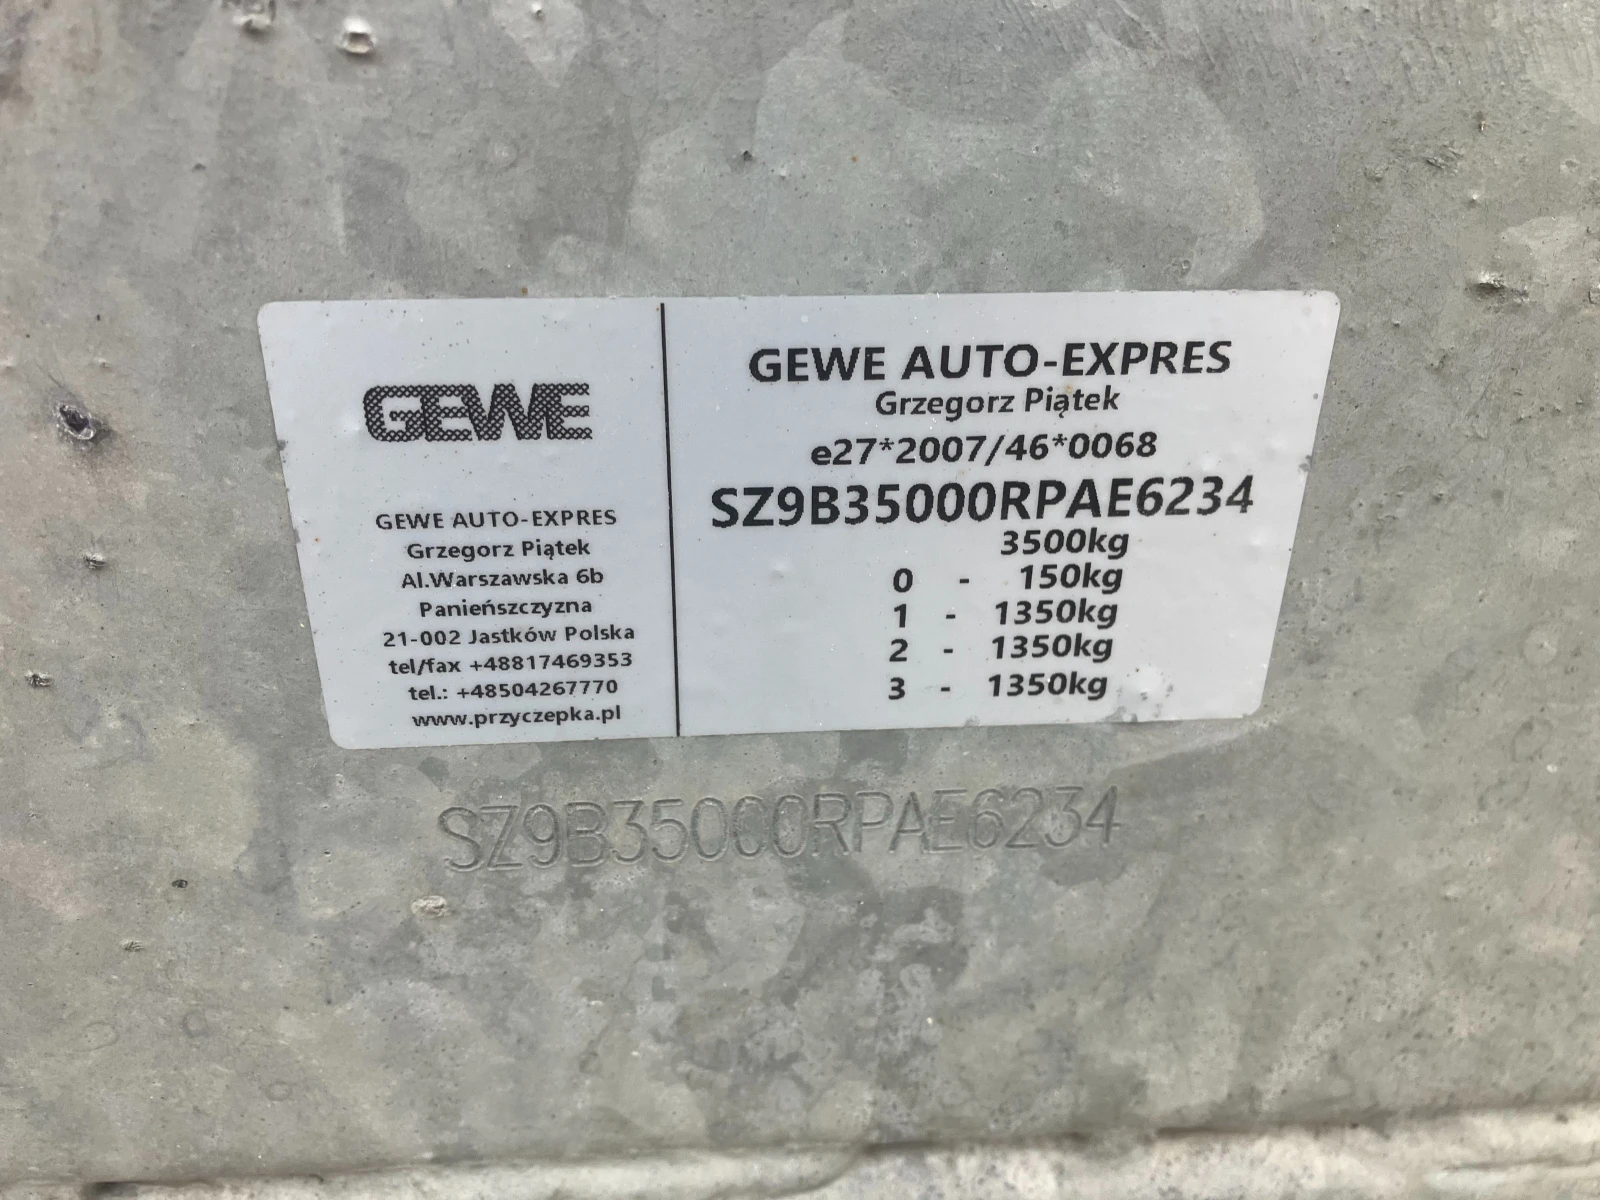 GEWE
GEWE AUTO-EXPRES
Grzegorz Piątek
Al.Warszawska 6b
Panieńszczyzna
21-002 Jastków Polska
tel/fax +48817469353
tel.: +48504267770
www.przyczepka.pl
GEWE AUTO-EXPRES
Grzegorz Piątek
e27*2007/46*0068
SZ9B35000RPAE6234
3500kg
0 - 150kg
1 - 1350kg
2 - 1350kg
3 - 1350kg
SZ9B35000RPAE6234